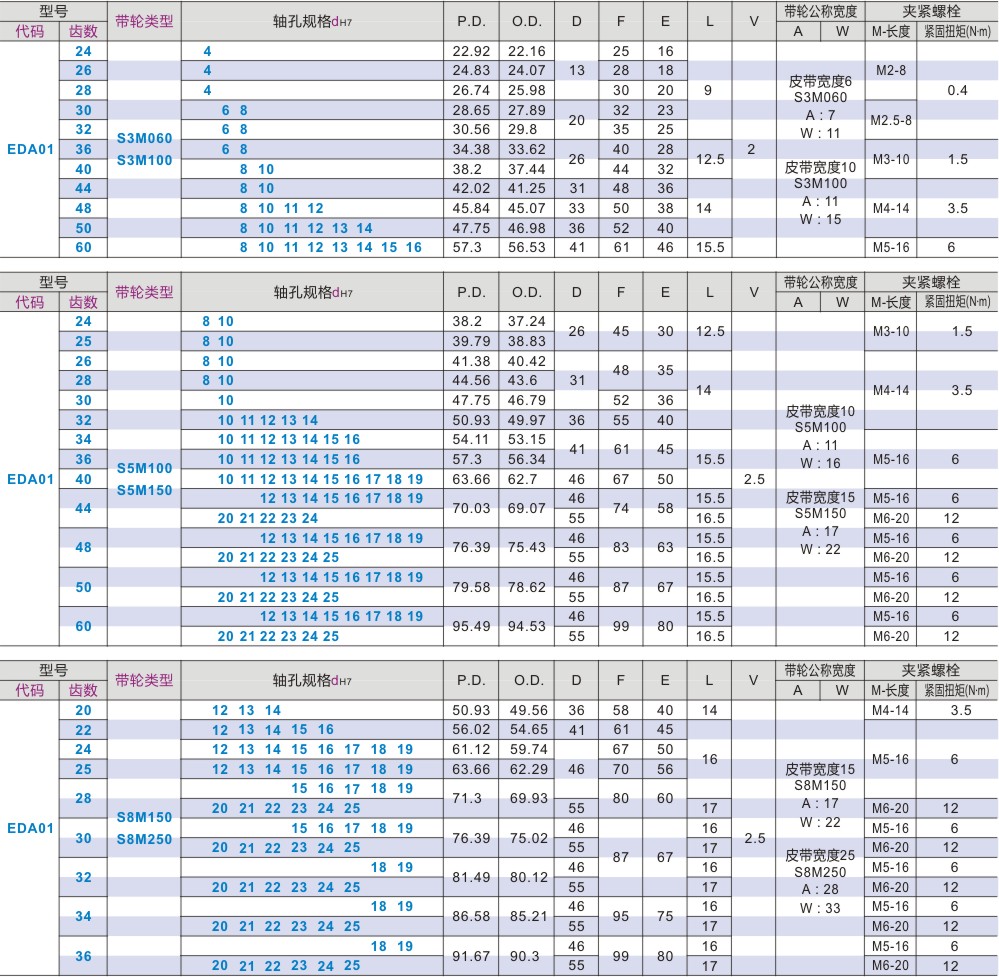 型号 带轮类型 轴孔规格dH7 P.D. O.D. D F E L V 带轮公称宽度 夹紧螺栓
代码 齿数 A W M-长度 紧固扭矩(N·m)
24 4 22.92 22.16 25 16
26 4 24.83 24.07 13 28 18 M2-8
28 4 26.74 25.98 30 20 9 皮带宽度6 0.4
30 6 8 28.65 27.89 32 23 S3M060
32 6 8 30.56 29.8 20 35 25 A : 7 M2.5-8
EDA01 36 S3M060 6 8 34.38 33.62 40 28 2 W : 11
40 S3M100 8 10 38.2 37.44 26 44 32 12.5 皮带宽度10 M3-10 1.5
44 8 10 42.02 41.25 31 48 36 S3M100
48 8 10 11 12 45.84 45.07 33 50 38 14 A : 11 M4-14 3.5
50 8 10 11 12 13 14 47.75 46.98 36 52 40 W : 15
60 8 10 11 12 13 14 15 16 57.3 56.53 41 61 46 15.5 M5-16 6
型号 带轮类型 轴孔规格dH7 P.D. O.D. D F E L V 带轮公称宽度 夹紧螺栓
代码 齿数 A W M-长度 紧固扭矩(N·m)
24 8 10 38.2 37.24 26 45 30 12.5 M3-10 1.5
25 8 10 39.79 38.83
26 8 10 41.38 40.42 48 35
28 8 10 44.56 43.6 31 14 M4-14 3.5
30 10 47.75 46.79 52 36
32 10 11 12 13 14 50.93 49.97 36 55 40 皮带宽度10
34 10 11 12 13 14 15 16 54.11 53.15 41 61 45 S5M100
36 S5M100 10 11 12 13 14 15 16 57.3 56.34 15.5 A : 11 M5-16 6
EDA01 40 S5M150 10 11 12 13 14 15 16 17 18 19 63.66 62.7 46 67 50 2.5 W : 16
44 12 13 14 15 16 17 18 19 70.03 69.07 46 74 58 15.5 皮带宽度15 M5-16 6
20 21 22 23 24 55 16.5 S5M150 M6-20 12
48 12 13 14 15 16 17 18 19 76.39 75.43 46 83 63 15.5 A : 17 M5-16 6
20 21 22 23 24 25 55 16.5 W : 22 M6-20 12
50 12 13 14 15 16 17 18 19 79.58 78.62 46 87 67 15.5 M5-16 6
20 21 22 23 24 25 55 16.5 M6-20 12
60 12 13 14 15 16 17 18 19 95.49 94.53 46 99 80 15.5 M5-16 6
20 21 22 23 24 25 55 16.5 M6-20 12
型号 带轮类型 轴孔规格dH7 P.D. O.D. D F E L V 带轮公称宽度 夹紧螺栓
代码 齿数 A W M-长度 紧固扭矩(N·m)
20 12 13 14 50.93 49.56 36 58 40 14 M4-14 3.5
22 12 13 14 15 16 56.02 54.65 41 61 45
24 12 13 14 15 16 17 18 19 61.12 59.74 67 50 16 M5-16 6
25 12 13 14 15 16 17 18 19 63.66 62.29 46 70 56 皮带宽度15
28 15 16 17 18 19 71.3 69.93 80 60 S8M150
20 21 22 23 24 25 55 17 A : 17 M6-20 12
EDA01 30 S8M150 15 16 17 18 19 76.39 75.02 46 16 2.5 W : 22 M5-16 6
S8M250 20 21 22 23 24 25 55 87 67 17 皮带宽度25 M6-20 12
32 18 19 81.49 80.12 46 16 S8M250 M5-16 6
20 21 22 23 24 25 55 17 A : 28 M6-20 12
34 18 19 86.58 85.21 46 95 75 16 W : 33 M5-16 6
20 21 22 23 24 25 55 17 M6-20 12
36 18 19 91.67 90.3 46 99 80 16 M5-16 6
20 21 22 23 24 25 55 17 M6-20 12